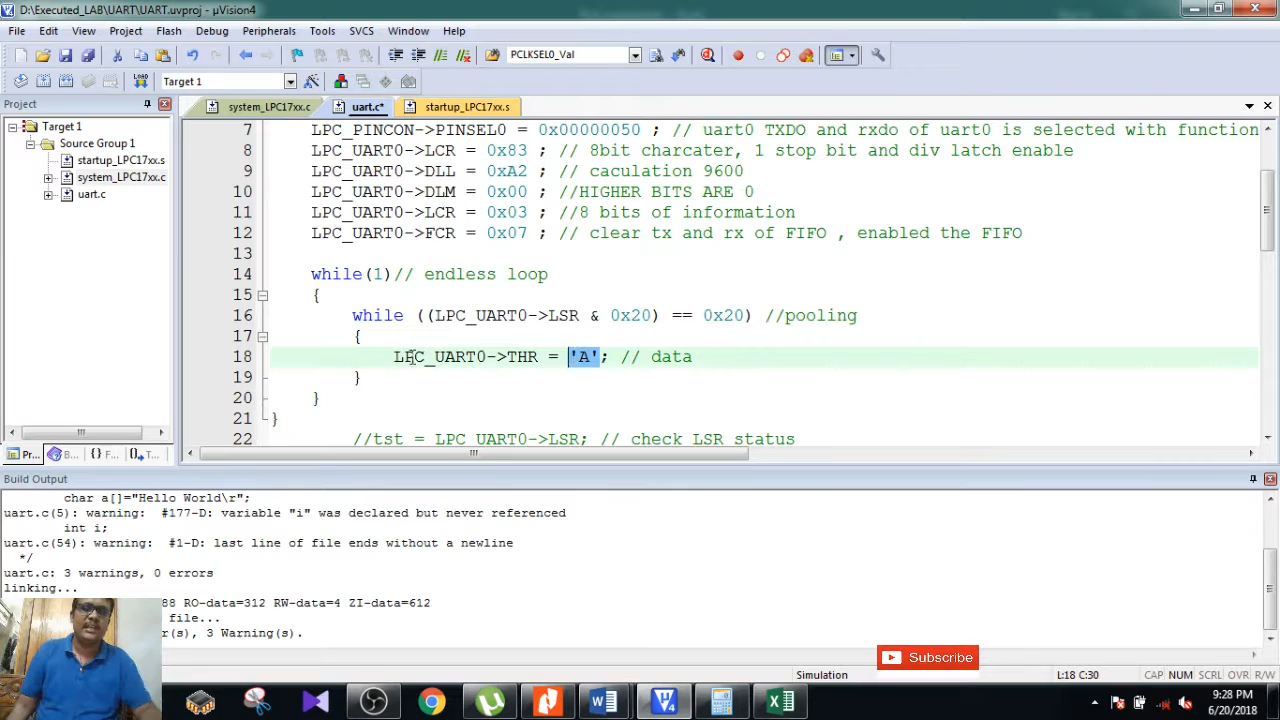 D:\Executed_LAB\UART\UART.uvproj - µVision4
File Edit View Project Flash Debug Peripherals Tools SVCS Window Help
PCLKSEL0_Val
LOAD Target 1
Project
Target 1
Source Group 1
startup_LPC17xx.s
system_LPC17xx.c
uart.c
Pr... B... {} F... T...
system_LPC17xx.c uart.c* startup_LPC17xx.s
7 LPC_PINCON->PINSEL0 = 0x00000050 ; // uart0 TXDO and rxdo of uart0 is selected with function
8 LPC_UART0->LCR = 0x83 ; // 8bit charcater, 1 stop bit and div latch enable
9 LPC_UART0->DLL = 0xA2 ; // caculation 9600
10 LPC_UART0->DLM = 0x00 ; //HIGHER BITS ARE 0
11 LPC_UART0->LCR = 0x03 ; //8 bits of information
12 LPC_UART0->FCR = 0x07 ; // clear tx and rx of FIFO , enabled the FIFO
13
14 while(1)// endless loop
15 {
16 while ((LPC_UART0->LSR & 0x20) == 0x20) //pooling
17 {
18 LPC_UART0->THR = 'A'; // data
19 }
20 }
21 }
22 //tst = LPC_UART0->LSR; // check LSR status
Build Output
char a[]="Hello World\r";
uart.c(5): warning: #177-D: variable "i" was declared but never referenced
int i;
uart.c(54): warning: #1-D: last line of file ends without a newline
*/
uart.c: 3 warnings, 0 errors
linking...
88 RO-data=312 RW-data=4 ZI-data=612
file...
r(s), 3 Warning(s).
Subscribe
Simulation L:18 C:30 CAP NUM SCRL OVR R/W
9:28 PM
6/20/2018